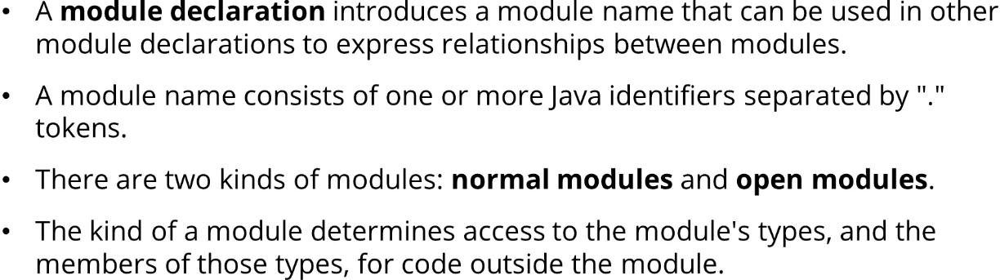 • A module declaration introduces a module name that can be used in other
module declarations to express relationships between modules.
• A module name consists of one or more Java identifiers separated by "."
tokens.
• There are two kinds of modules: normal modules and open modules.
• The kind of a module determines access to the module's types, and the
members of those types, for code outside the module.